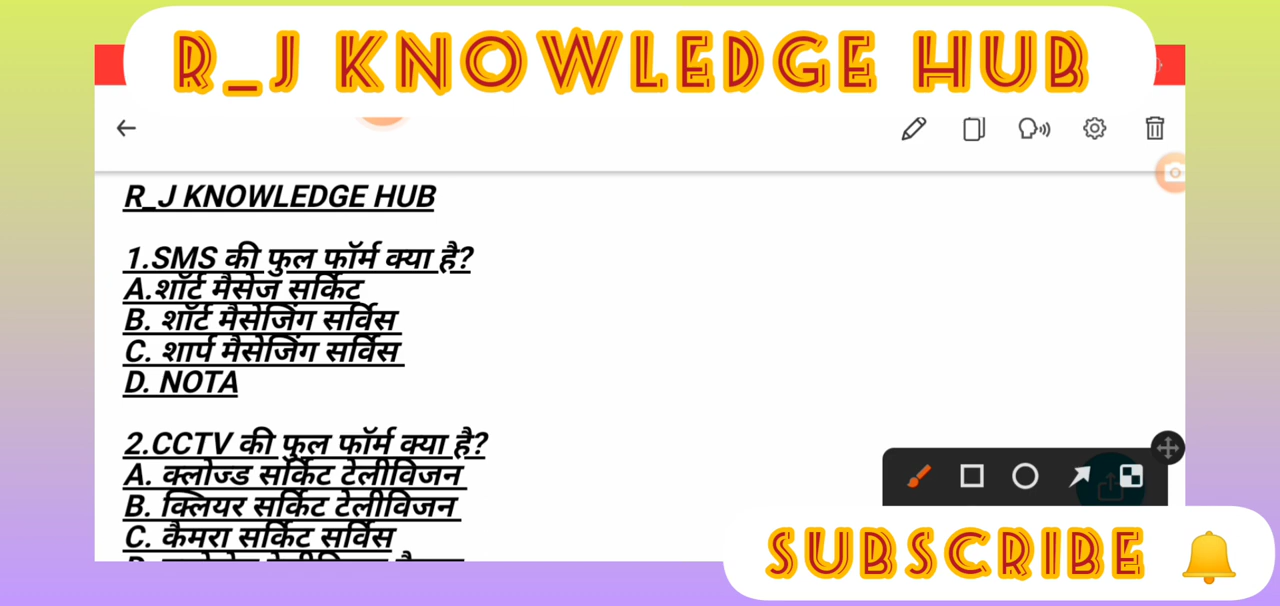 R_J KNOWLEDGE HUB
R_J KNOWLEDGE HUB
1.SMS की फुल फॉर्म क्या है?
A.शॉर्ट मैसेज सर्किट
B. शॉर्ट मैसेजिंग सर्विस
C. शार्प मैसेजिंग सर्विस
D. NOTA
2.CCTV की फुल फॉर्म क्या है?
A. क्लोज्ड सर्किट टेलीविजन
B. क्लियर सर्किट टेलीविजन
C. कैमरा सर्किट सर्विस
SUBSCRIBE